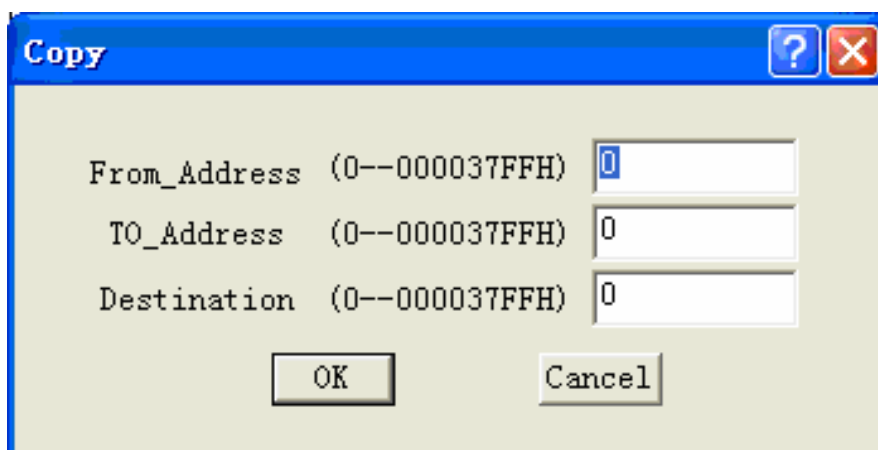 Copy
From_Address (0--000037FFH) 0
TO_Address (0--000037FFH) 0
Destination (0--000037FFH) 0
OK Cancel